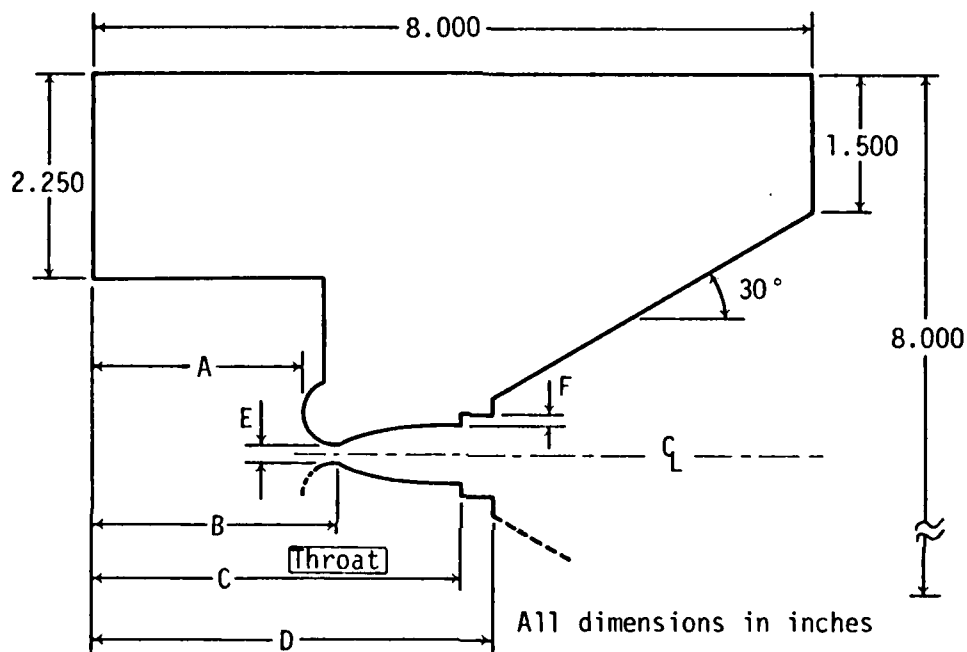 8.000
2.250
1.500
30°
8.000
A
F
E
℄
B
Throat
C
D
All dimensions in inches